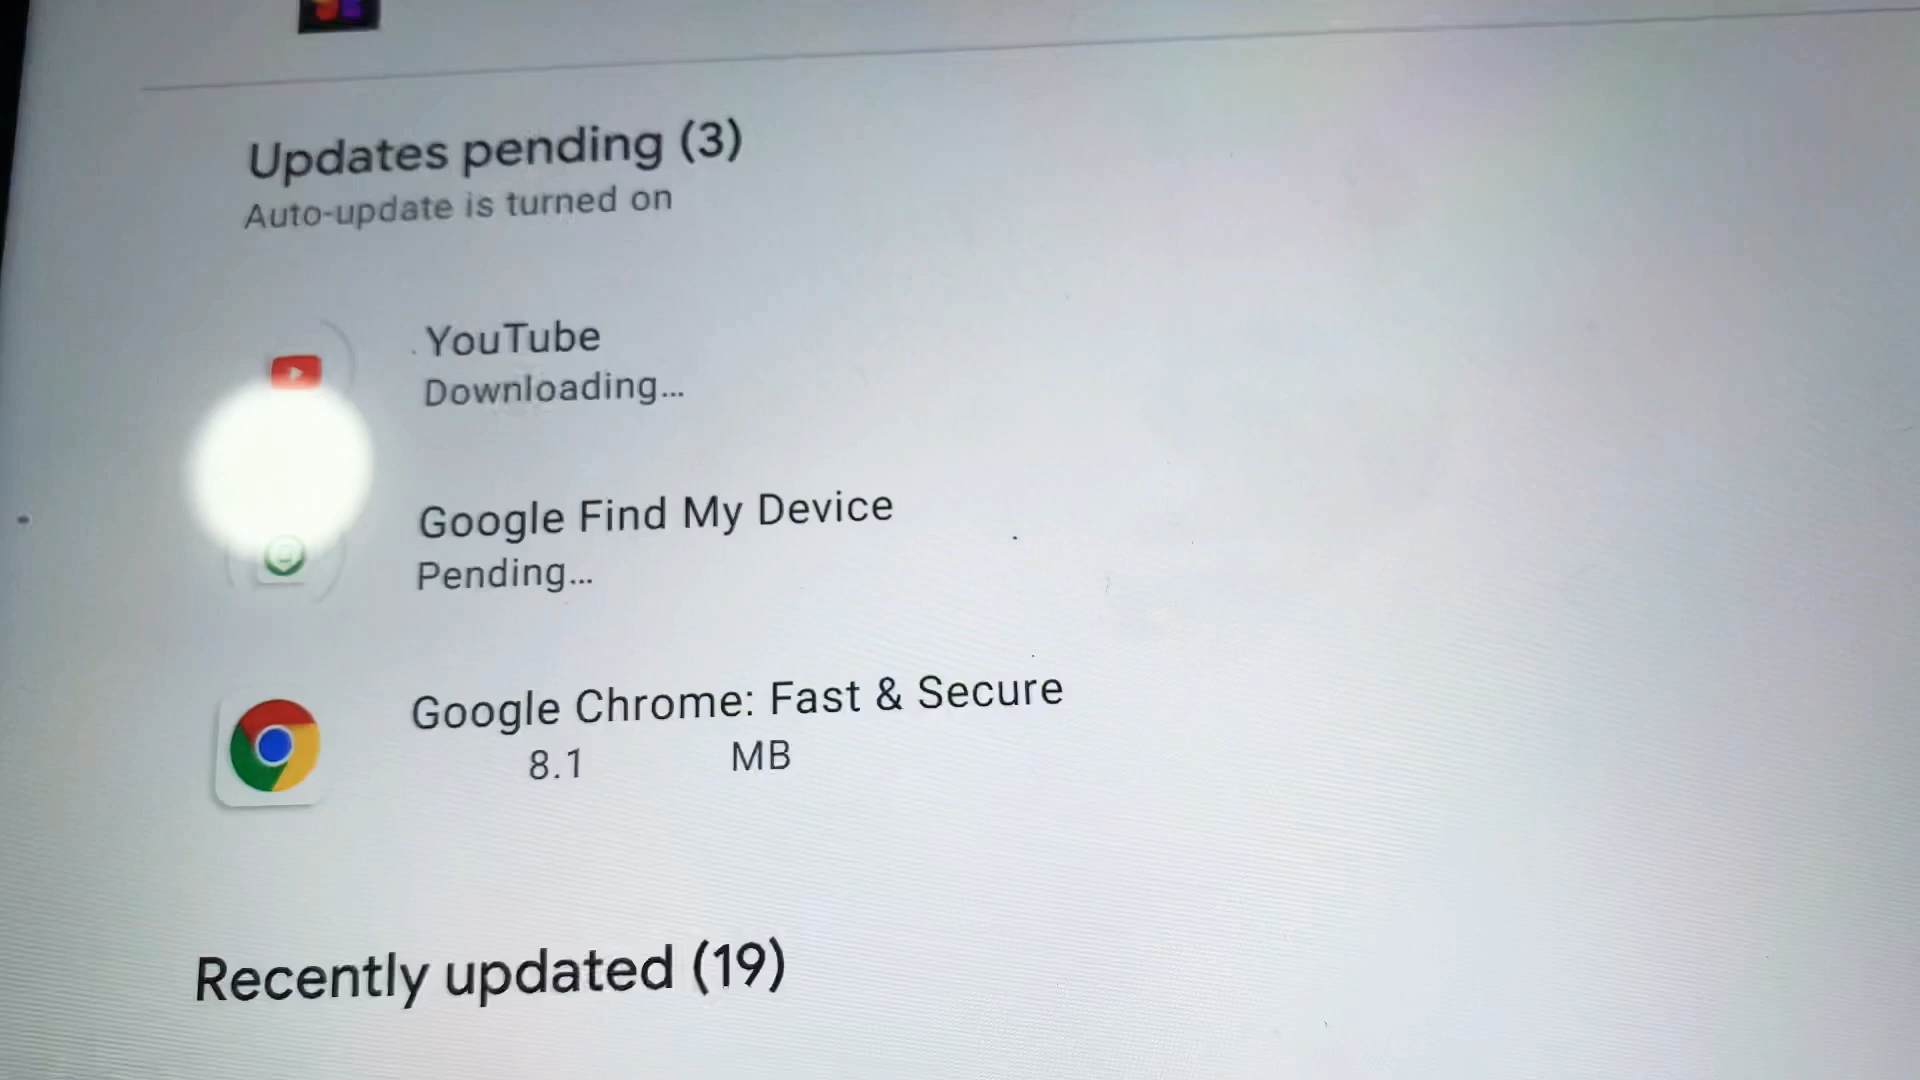 Updates pending (3)
Auto-update is turned on
YouTube
Downloading...
Google Find My Device
Pending...
Google Chrome: Fast & Secure
8.1 MB
Recently updated (19)